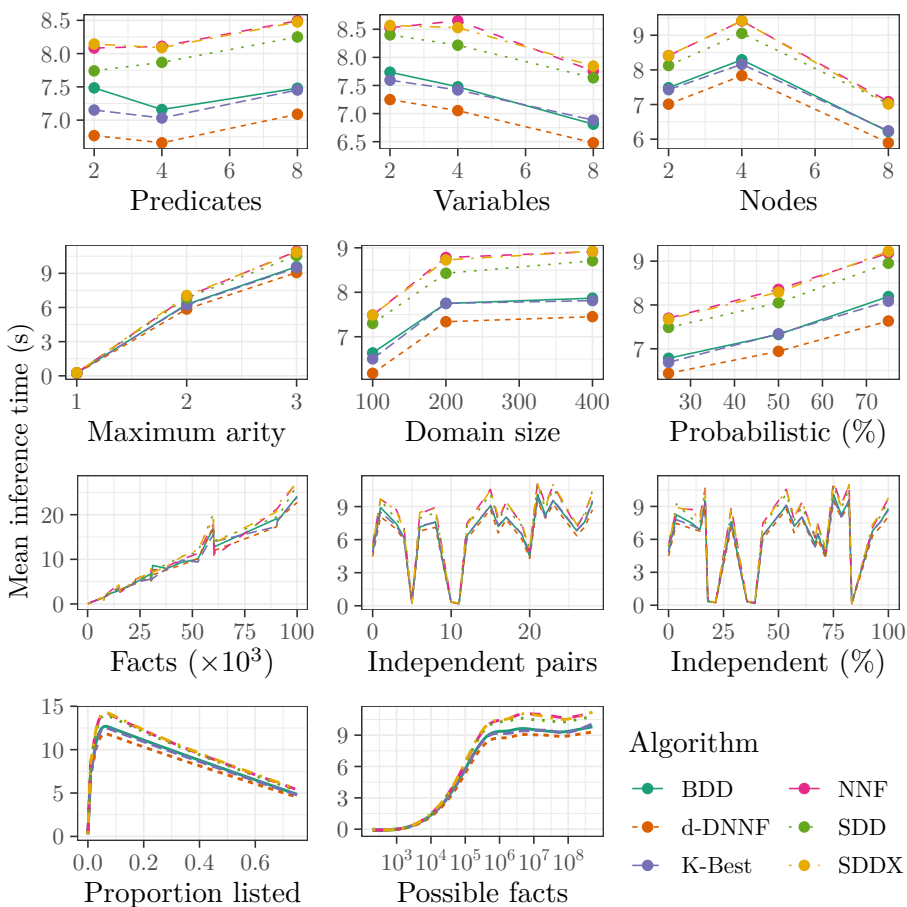 Mean inference time (s)
8.5
8.0
7.5
7.0
2 4 6 8
Predicates
8.5
8.0
7.5
7.0
6.5
2 4 6 8
Variables
9
8
7
6
2 4 6 8
Nodes
9
6
3
0
1 2 3
Maximum arity
9
8
7
100 200 300 400
Domain size
9
8
7
30 40 50 60 70
Probabilistic (%)
20
10
0
0 25 50 75 100
Facts (×10³)
9
6
3
0
0 10 20
Independent pairs
9
6
3
0
0 25 50 75 100
Independent (%)
15
10
5
0
0.0 0.2 0.4 0.6
Proportion listed
9
6
3
0
10³ 10⁴ 10⁵ 10⁶ 10⁷ 10⁸
Possible facts
Algorithm
BDD
d-DNNF
K-Best
NNF
SDD
SDDX